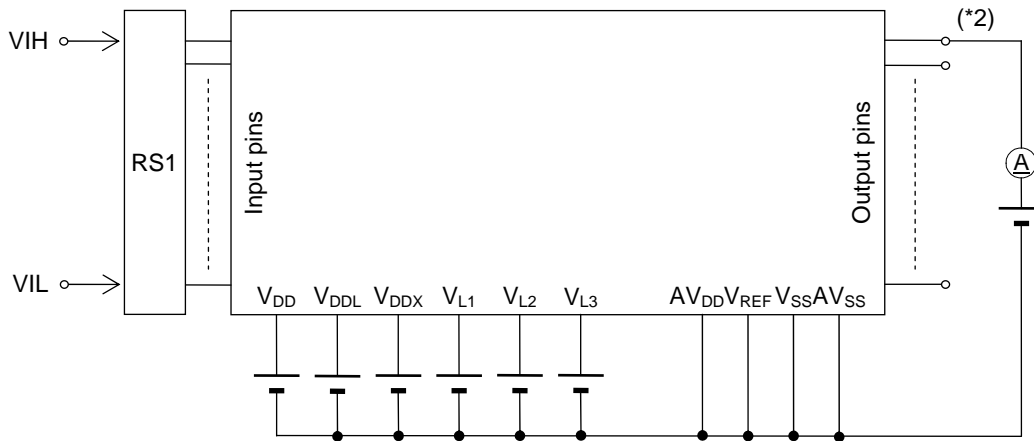 (*2)
VIH
RS1
VIL
Input pins
Output pins
A
VDD VDDL VDDX VL1 VL2 VL3 AVDD VREF VSS AVSS